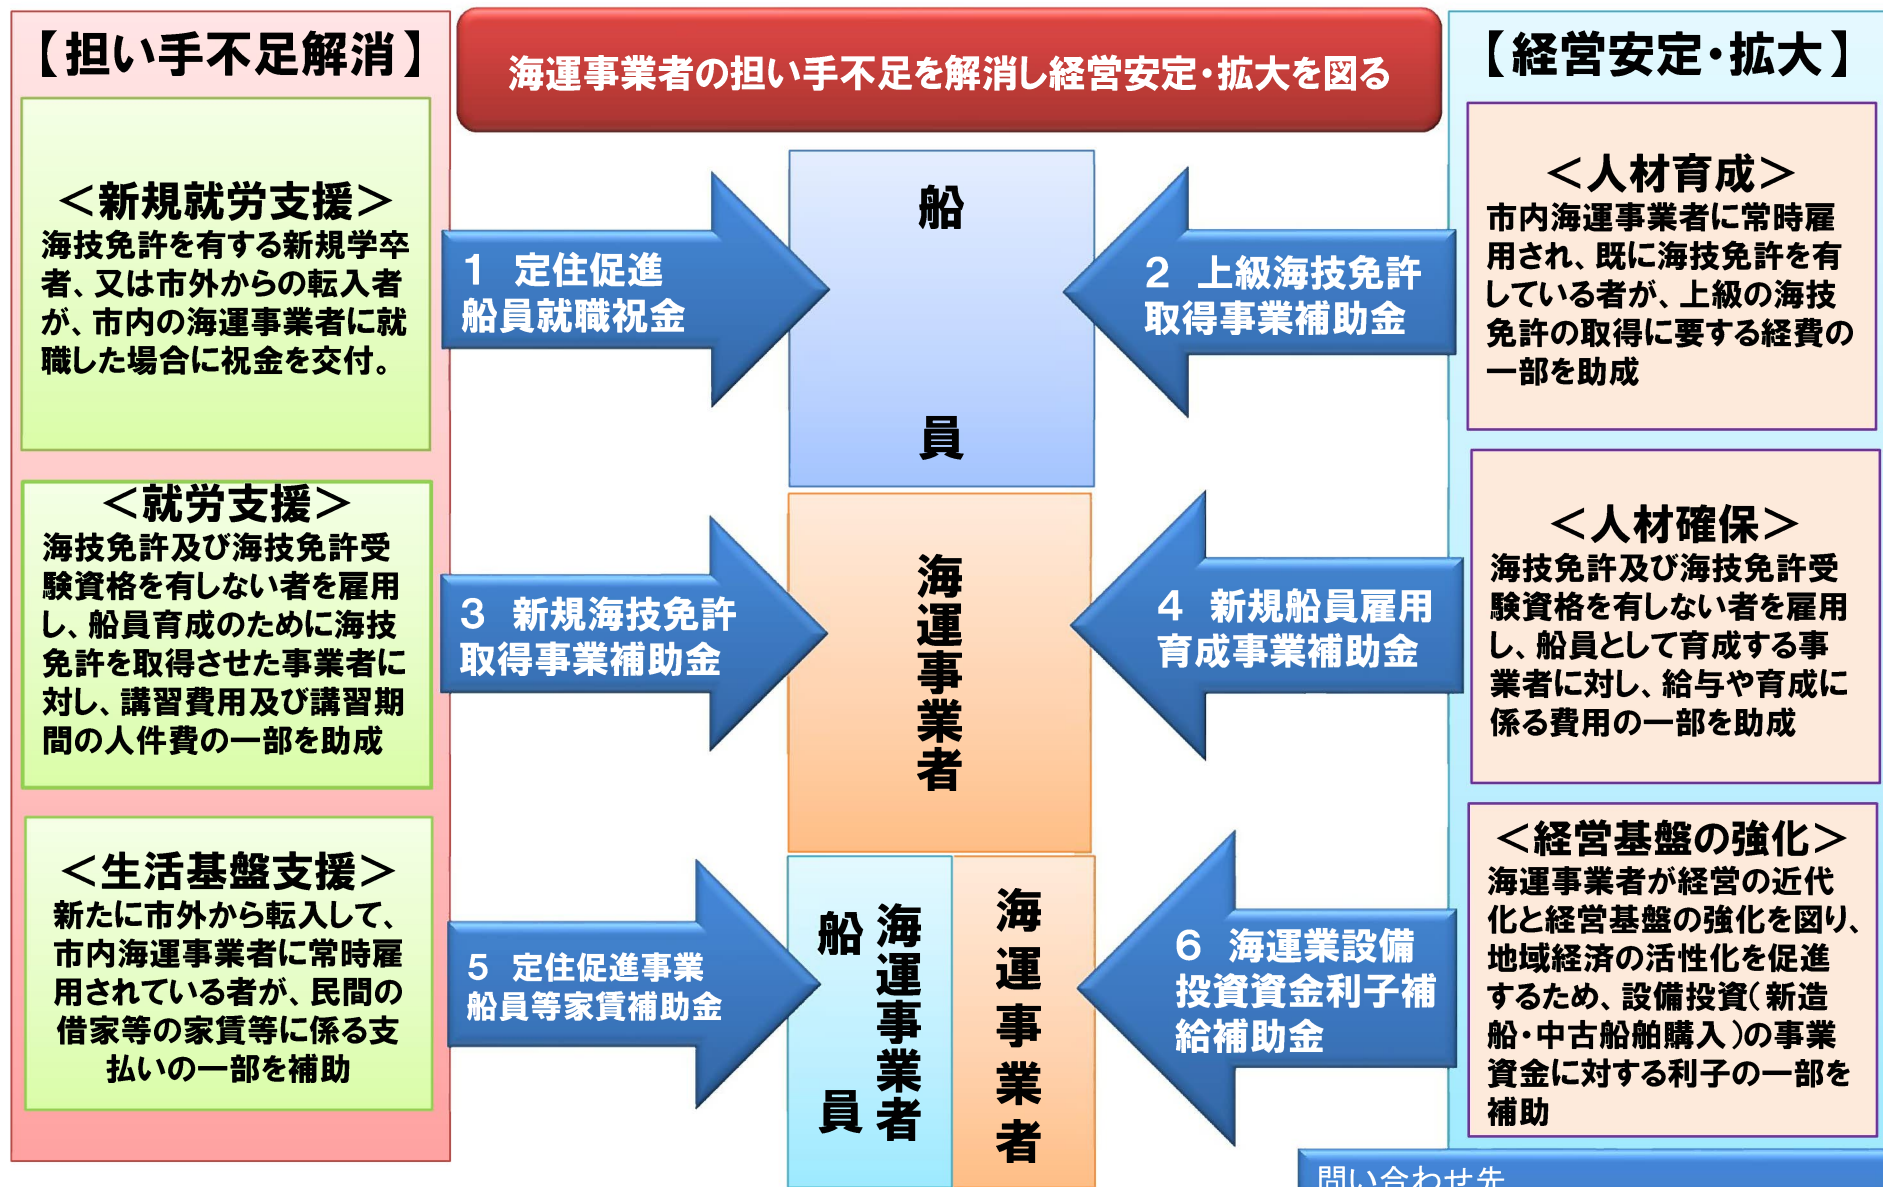 【担い手不足解消】
海運事業者の担い手不足を解消し経営安定・拡大を図る
【経営安定・拡大】
＜新規就労支援＞
海技免許を有する新規学卒
者、又は市外からの転入者
が、市内の海運事業者に就
職した場合に祝金を交付。
1　定住促進
船員就職祝金
船員
2　上級海技免許
取得事業補助金
＜人材育成＞
市内海運事業者に常時雇
用され、既に海技免許を有
している者が、上級の海技
免許の取得に要する経費の
一部を助成
＜就労支援＞
海技免許及び海技免許受
験資格を有しない者を雇用
し、船員育成のために海技
免許を取得させた事業者に
対し、講習費用及び講習期
間の人件費の一部を助成
3　新規海技免許
取得事業補助金
海運事業者
4　新規船員雇用
育成事業補助金
＜人材確保＞
海技免許及び海技免許受
験資格を有しない者を雇用
し、船員として育成する事
業者に対し、給与や育成に
係る費用の一部を助成
＜生活基盤支援＞
新たに市外から転入して、
市内海運事業者に常時雇
用されている者が、民間の
借家等の家賃等に係る支
払いの一部を補助
5　定住促進事業
船員等家賃補助金
船員
海運事業者
海運事業者
6　海運業設備
投資資金利子補
給補助金
＜経営基盤の強化＞
海運事業者が経営の近代
化と経営基盤の強化を図り、
地域経済の活性化を促進
するため、設備投資（新造
船・中古船舶購入）の事業
資金に対する利子の一部を
補助
問い合わせ先